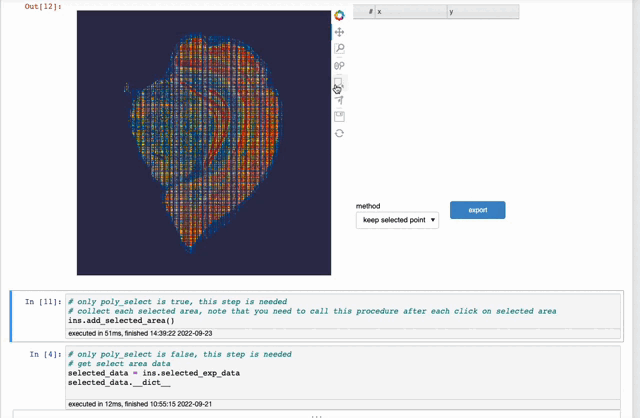 Out[12]:
# x y
method
keep selected point
export
In [11]:
# only poly_select is true, this step is needed
# collect each selected area, note that you need to call this procedure after each click on selected area
ins.add_selected_area()
executed in 51ms, finished 14:39:22 2022-09-23
In [4]:
# only poly_select is false, this step is needed
# get select area data
selected_data = ins.selected_exp_data
selected_data.__dict__
executed in 12ms, finished 10:55:15 2022-09-21
...